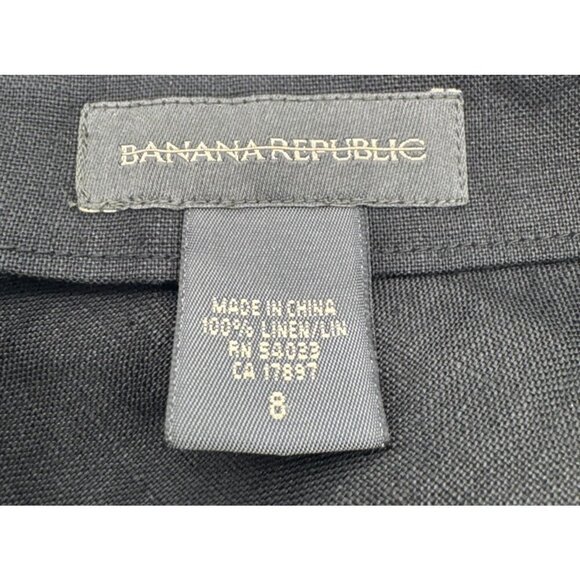 BANANA REPUBLIC
MADE IN CHINA
100% LINEN/LIN
RN 54023
CA 17897
8